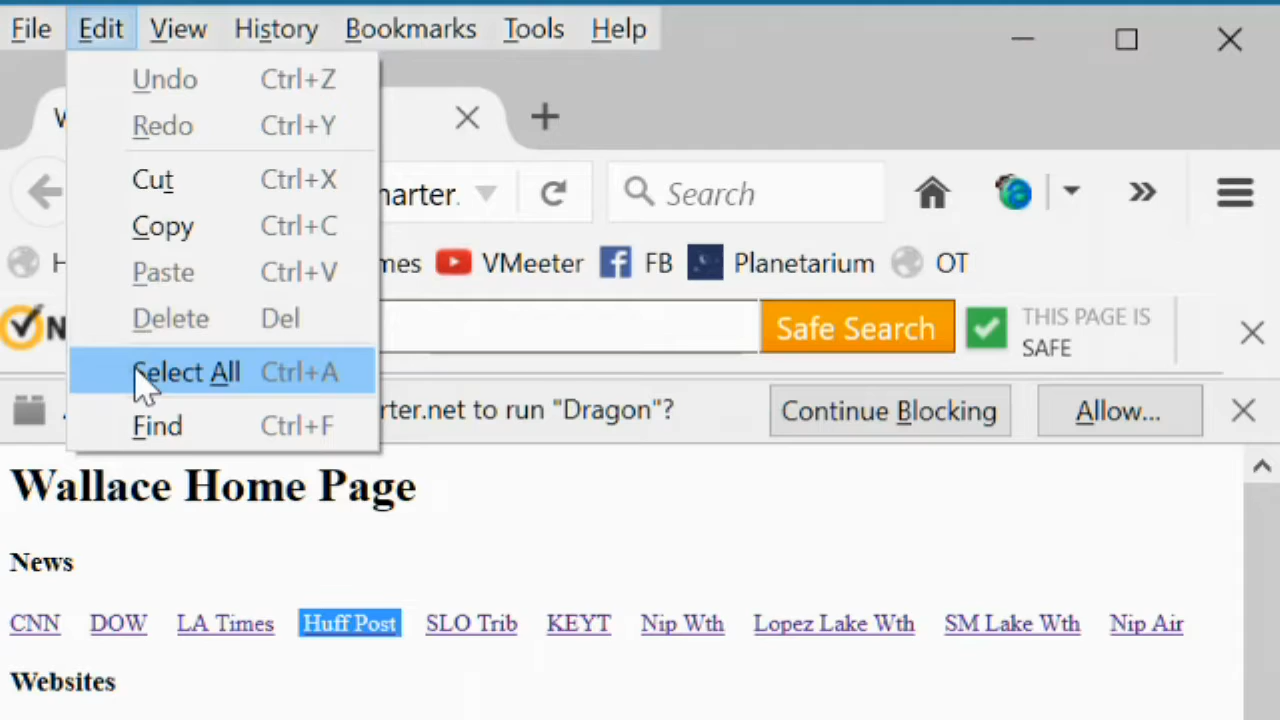 File Edit View History Bookmarks Tools Help
Undo Ctrl+Z
Redo Ctrl+Y
Cut Ctrl+X
Copy Ctrl+C
Paste Ctrl+V
Delete Del
Select All Ctrl+A
Find Ctrl+F
Search
VMeeter FB Planetarium OT
Safe Search
THIS PAGE IS
SAFE
rter.net to run "Dragon"? Continue Blocking Allow...
Wallace Home Page
News
CNN DOW LA Times Huff Post SLO Trib KEYT Nip Wth Lopez Lake Wth SM Lake Wth Nip Air
Websites